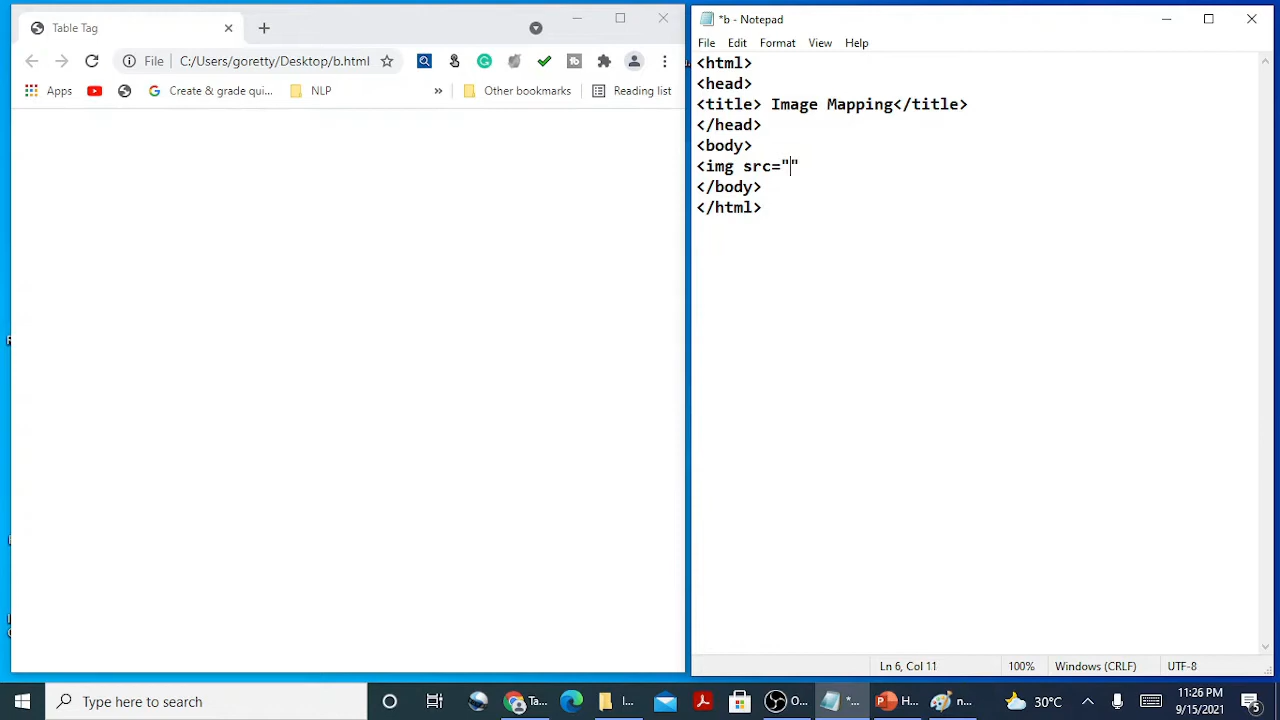 Table Tag
File
C:/Users/goretty/Desktop/b.html
Apps
Create & grade qui...
NLP
»
Other bookmarks
Reading list
*b - Notepad
File Edit Format View Help
<html>
<head>
<title> Image Mapping</title>
</head>
<body>
<img src=""
</body>
</html>
Ln 6, Col 11
100%
Windows (CRLF)
UTF-8
Type here to search
Ta...
I...
O...
*...
H...
n...
30°C
11:26 PM
9/15/2021
5